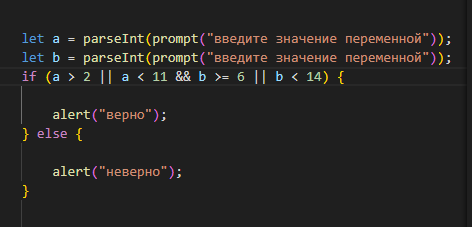 let a = parseInt(prompt("введите значение переменной"));
let b = parseInt(prompt("введите значение переменной"));
if (a > 2 || a < 11 && b >= 6 || b < 14) {
alert("верно");
} else {
alert("неверно");
}